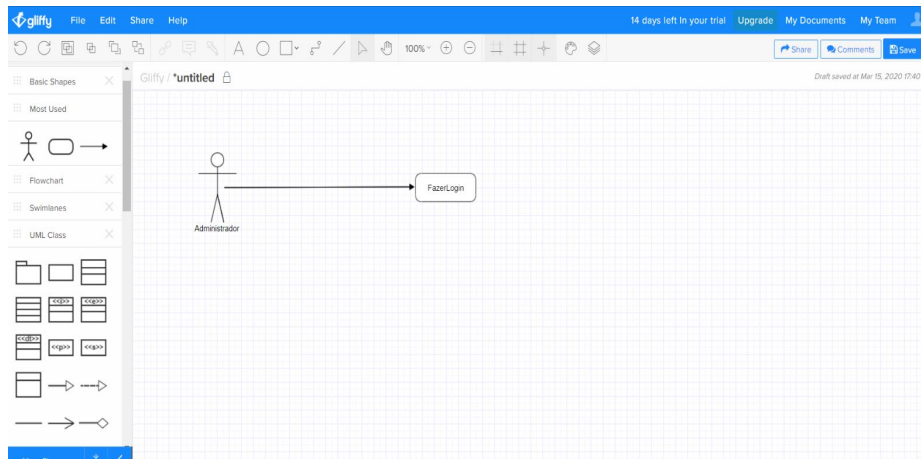 gliffy File Edit Share Help 14 days left In your trial Upgrade My Documents My Team
A 100% Share Comments Save
Basic Shapes Gliffy / *untitled Draft saved at Mar 15, 2020 17:40
Most Used
Flowchart
Swimlanes
UML Class
FazerLogin
Administrador
<<i>> <<e>>
<<dt>> <<p>> <<s>>